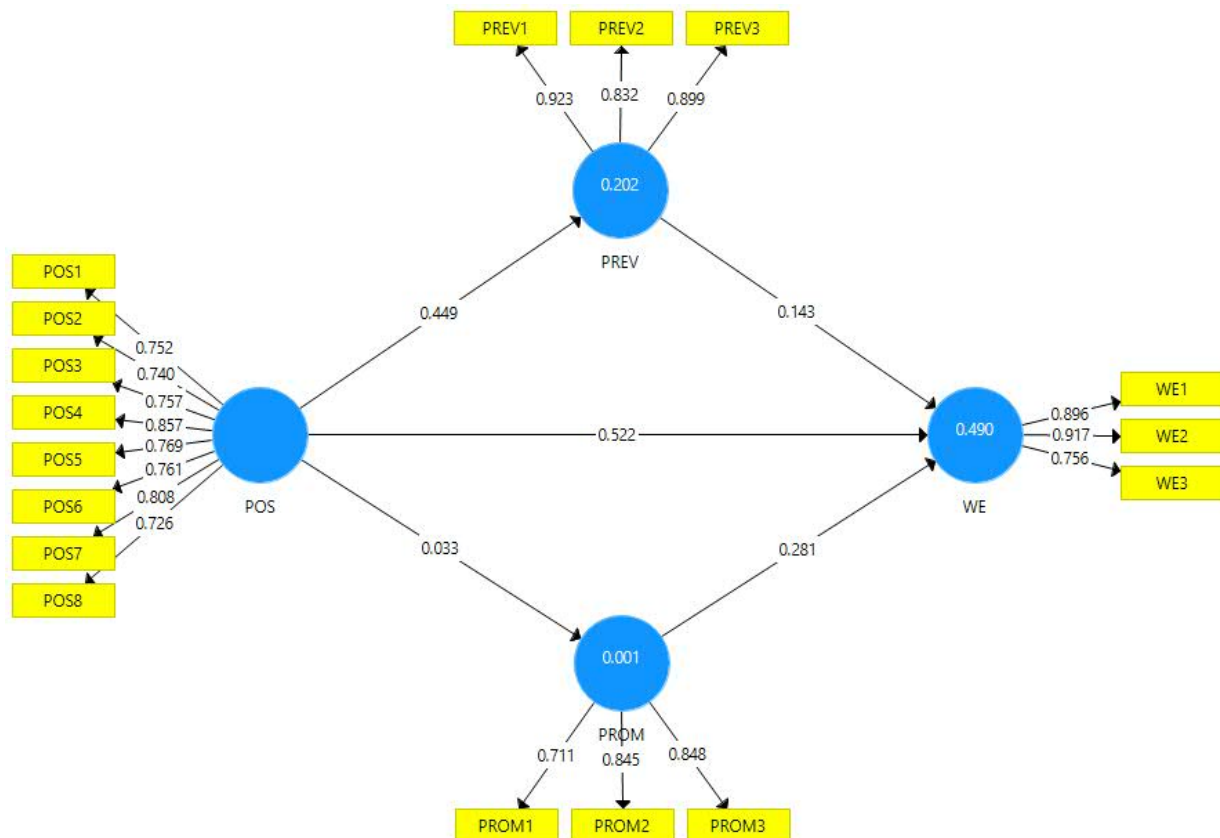 PREV1 PREV2 PREV3
0.923 0.832 0.899
0.202
PREV
POS1
POS2
POS3
POS4
POS5
POS6
POS7
POS8
0.752
0.740
0.757
0.857
0.769
0.761
0.808
0.726
POS
0.449
0.143
0.522
0.033
0.281
0.490
WE
0.896
0.917
0.756
WE1
WE2
WE3
0.001
PROM
0.711 0.845 0.848
PROM1 PROM2 PROM3